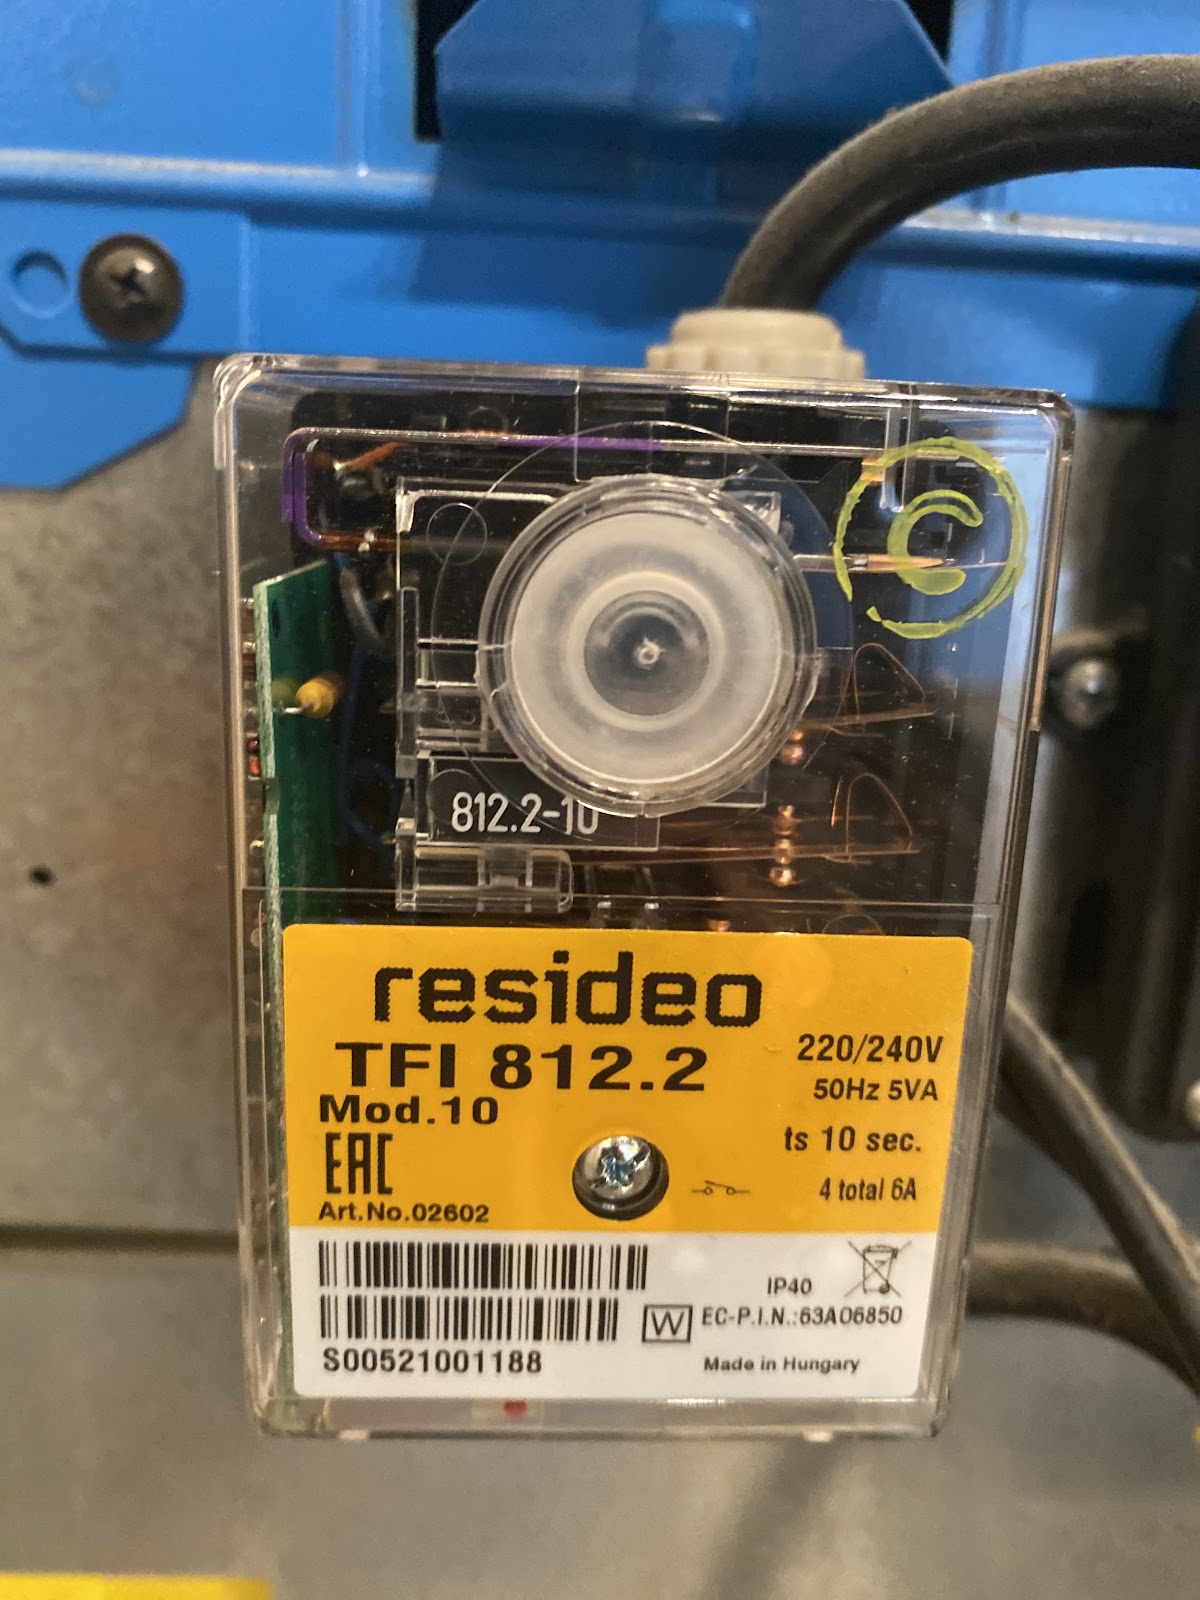 C
812.2-10
resideo
TFI 812.2
220/240V
Mod.10
50Hz 5VA
ts 10 sec.
EAC
4 total 6A
Art.No.02602
IP40
W EC-P.I.N.:63A06850
S00521001188
Made in Hungary